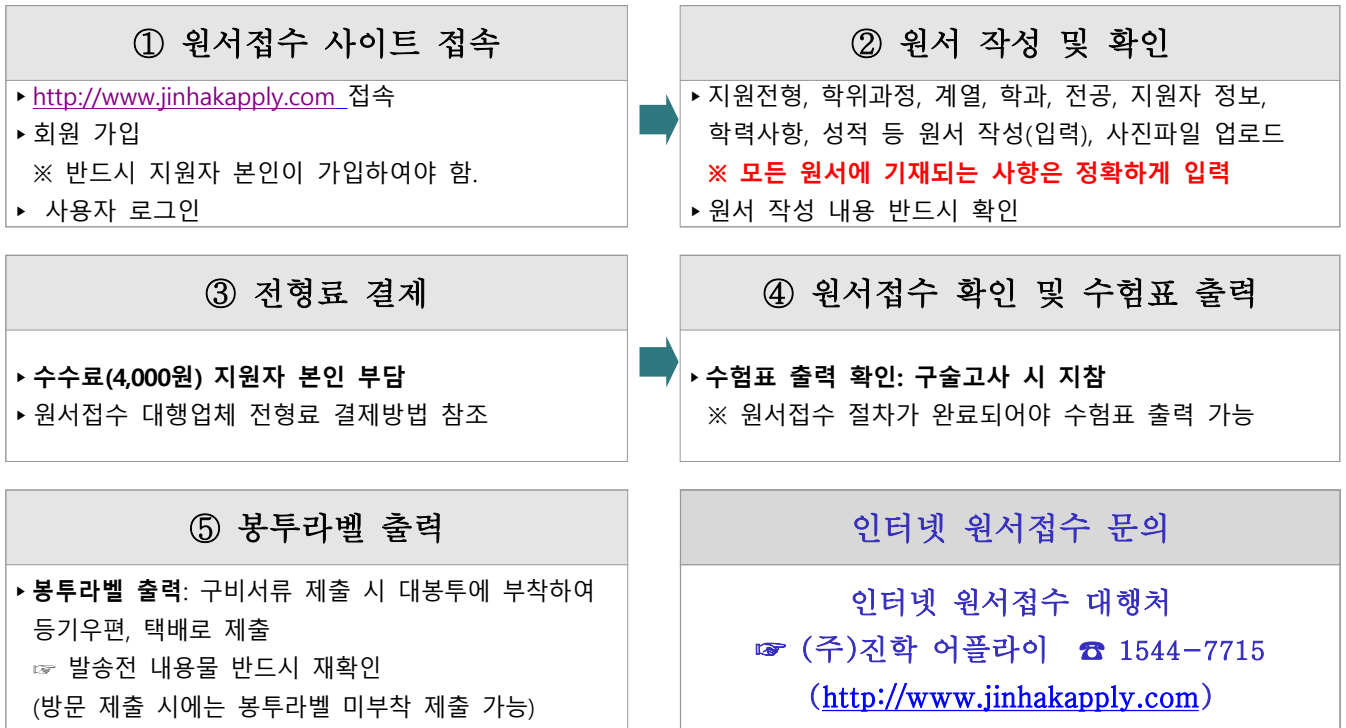 ① 원서접수 사이트 접속
▸ http://www.jinhakapply.com 접속
▸ 회원 가입
※ 반드시 지원자 본인이 가입하여야 함.
▸ 사용자 로그인
② 원서 작성 및 확인
▸ 지원전형, 학위과정, 계열, 학과, 전공, 지원자 정보,
학력사항, 성적 등 원서 작성(입력), 사진파일 업로드
※ 모든 원서에 기재되는 사항은 정확하게 입력
▸ 원서 작성 내용 반드시 확인
③ 전형료 결제
▸ 수수료(4,000원) 지원자 본인 부담
▸ 원서접수 대행업체 전형료 결제방법 참조
④ 원서접수 확인 및 수험표 출력
▸ 수험표 출력 확인: 구술고사 시 지참
※ 원서접수 절차가 완료되어야 수험표 출력 가능
⑤ 봉투라벨 출력
▸ 봉투라벨 출력: 구비서류 제출 시 대봉투에 부착하여
등기우편, 택배로 제출
☞ 발송전 내용물 반드시 재확인
(방문 제출 시에는 봉투라벨 미부착 제출 가능)
인터넷 원서접수 문의
인터넷 원서접수 대행처
☞ (주)진학 어플라이 ☎ 1544-7715
(http://www.jinhakapply.com)